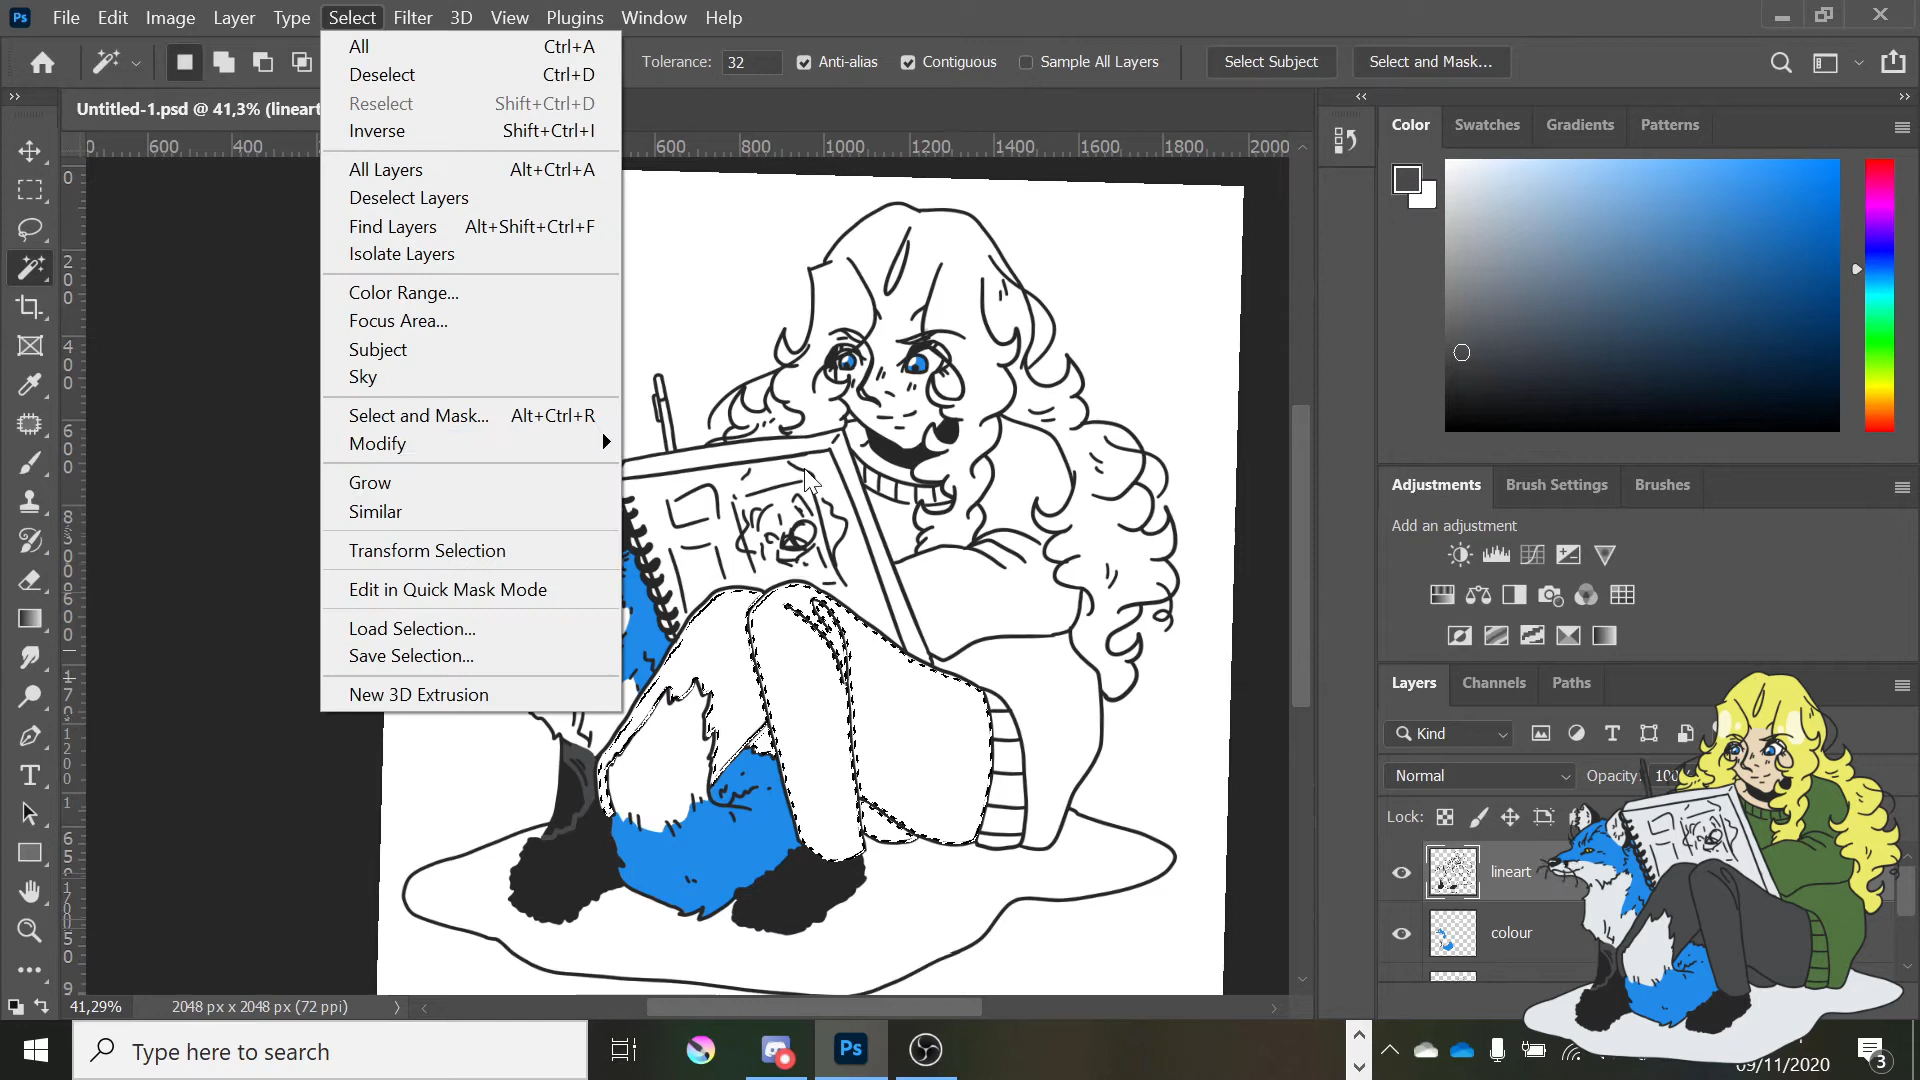 Ps File Edit Image Layer Type Select Filter 3D View Plugins Window Help
Tolerance: 32 Anti-alias Contiguous Sample All Layers Select Subject Select and Mask...
Untitled-1.psd @ 41,3% (lineart
All Ctrl+A
Deselect Ctrl+D
Reselect Shift+Ctrl+D
Inverse Shift+Ctrl+I
All Layers Alt+Ctrl+A
Deselect Layers
Find Layers Alt+Shift+Ctrl+F
Isolate Layers
Color Range...
Focus Area...
Subject
Sky
Select and Mask... Alt+Ctrl+R
Modify
Grow
Similar
Transform Selection
Edit in Quick Mask Mode
Load Selection...
Save Selection...
New 3D Extrusion
600 400 600 800 1000 1200 1400 1600 1800 2000
Color Swatches Gradients Patterns
Adjustments Brush Settings Brushes
Add an adjustment
Layers Channels Paths
Kind
Normal Opacity:
Lock:
lineart
colour
41,29% 2048 px x 2048 px (72 ppi)
Type here to search
Ps
09/11/2020
3